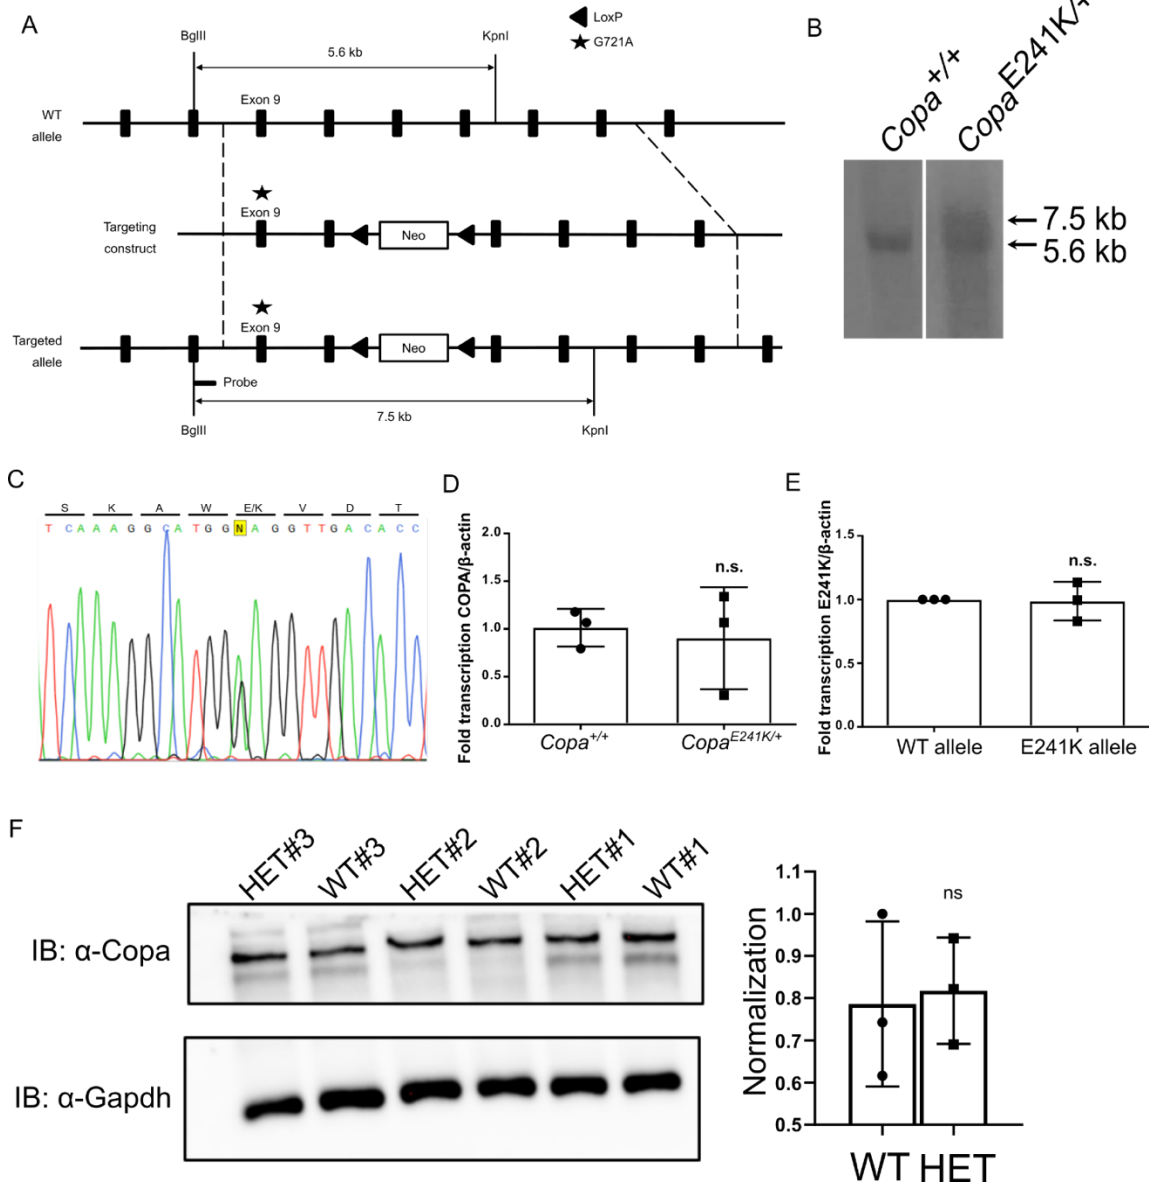 A
LoxP
G721A
BglII
KpnI
5.6 kb
WT
allele
Exon 9
Targeting
construct
Exon 9
Neo
Targeted
allele
Exon 9
Neo
Probe
7.5 kb
BglII
KpnI
B
Copa+/+
CopaE241K/+
7.5 kb
5.6 kb
C
S K A W E/K V D T
T C A A A G G C A T G G N A G G T T G A C A C C
D
Fold transcription COPA/β-actin
2.0
1.5
1.0
0.5
0.0
n.s.
Copa+/+
CopaE241K/+
E
Fold transcription E241K/β-actin
1.5
1.0
0.5
0.0
n.s.
WT allele
E241K allele
F
HET#3 WT#3 HET#2 WT#2 HET#1 WT#1
IB: α-Copa
IB: α-Gapdh
Normalization
1.1
1.0
0.9
0.8
0.7
0.6
0.5
ns
WT HET